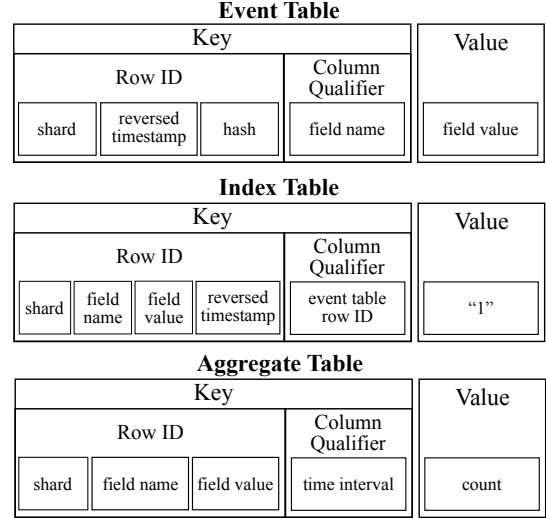 Event Table
Key
Value
Row ID
Column
Qualifier
shard
reversed
timestamp
hash
field name
field value
Index Table
Key
Value
Row ID
Column
Qualifier
shard
field
name
field
value
reversed
timestamp
event table
row ID
“1”
Aggregate Table
Key
Value
Row ID
Column
Qualifier
shard
field name
field value
time interval
count